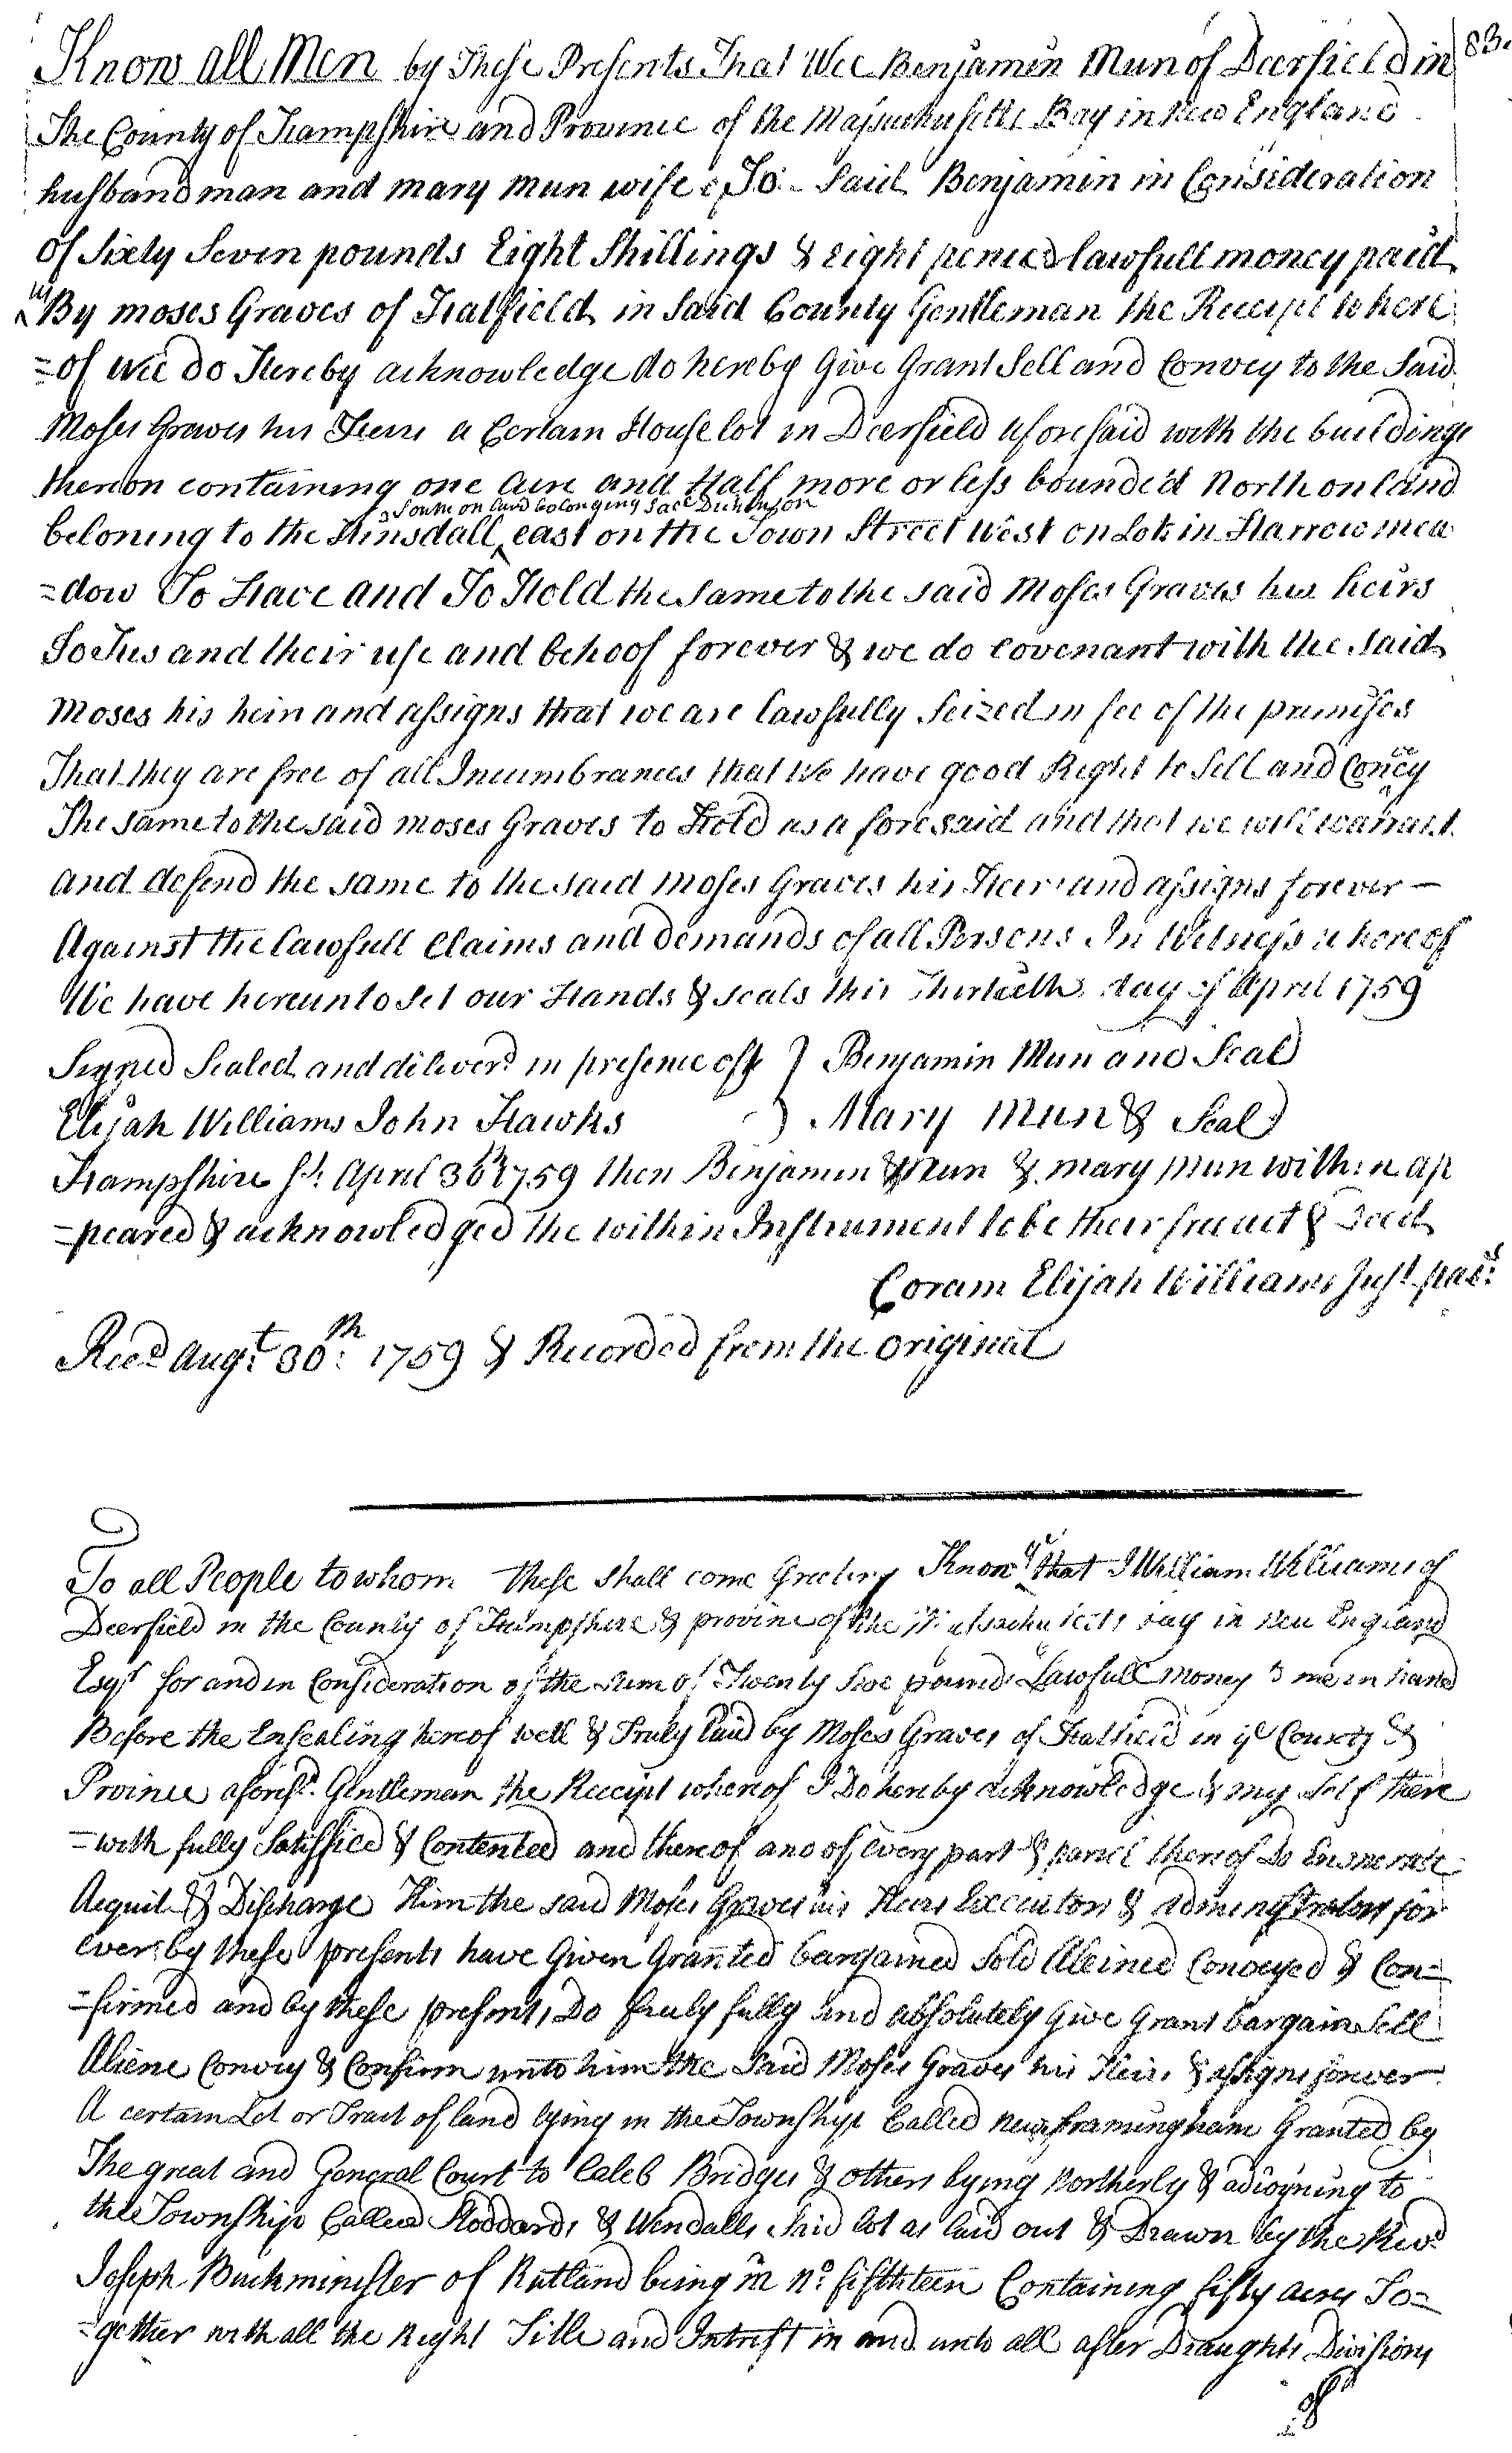 83.
Know all Men by These Presents That Wee Benjamin Mun of Deerfield in
The County of Hampshire and Province of the Massachusetts Bay in New England
husbandman and mary mun wife of To Said Benjamin in Consideration
of Sixty Seven pounds Eight Shillings & eight pence lawfull money paid
us By moses Graves of Hatfield in Said County Gentleman the Receipt where
=of We do Hereby acknowledge do hereby Give Grant Sell and Convey to the Said
Moses Graves his Heirs a Certain House lot in Deerfield aforesaid with the buildings
thereon containing one acre and Half more or less bounded North on land
South on land belonging Dickinson
beloning to the Hinsdall east on the Town Street West on Lots in Harrow mea
=dow To Have and To Hold the Same to the said Moses Graves his heirs
To and their use and behoof forever & we do covenant with the Said
Moses his heirs and assigns that we are lawfully Seized in fee of the premises
That they are free of all Incumbrances that We have good Right to Sell and Convey
The Same to the said moses Graves to Hold as aforesaid and that we will warrant
and defend the same to the said Moses Graves his Heirs and assigns forever —
Against the lawfull Claims and demands of all Persons In Witness whereof
We have hereunto Set our Hands & seals this Thirtieth day of April 1759
Signed Sealed and deliverd in presence off } Benjamin Mun and Seal
Elijah Williams John Hawks } Mary Mun & Seal
Hampshire Ss. April 30th 1759 then Benjamin Mun & mary mun within ap
=peared & acknowledged the within Instrument to be their free act & Deed
Coram Elijah Williams Just. pacs.
Recd Augt. 30th: 1759 & Recorded from the original
To all People to whom these shall come Greeting Know ye that I William Williams of
Deerfield in the County of Hampshire & province of the Massachusetts bay in New England
Esqr for and in Consideration of the sum of Twenty five pounds Lawfull money to me in hand
Before the Ensealing hereof well & Truly paid by Moses Graves of Hatfield in ye County &
Province aforesd. Gentleman the Receipt whereof I Do hereby acknowledge & my Self there
=with fully Satisfied & Contented and thereof and of every part & parcel thereof Do Exonerate
Acquit & Discharge Him the said Moses Graves his Heirs Executors & administrators for
ever by these presents have Given Granted bargained Sold Aleined Conveyed & Con=
=firmed and by these presents, Do freely fully and absolutely Give Grant bargain Sell
Aliene Convey & Confirm unto him the Said Moses Graves his Heirs & assigns forever
A certain Lot or Tract of land lying in the Township Called new framingham Granted by
The great and General Court to Caleb Bridges & others lying Northerly & adioyning to
the Township Called Stoddards & Wendalls Said lot as laid out & Drawn by the Revd
Joseph Buckminster of Rutland being in No. fifthteen Containing fifty acres To=
=gether with all the Right Title and Intrest in and unto all after Draughts Divisions
of